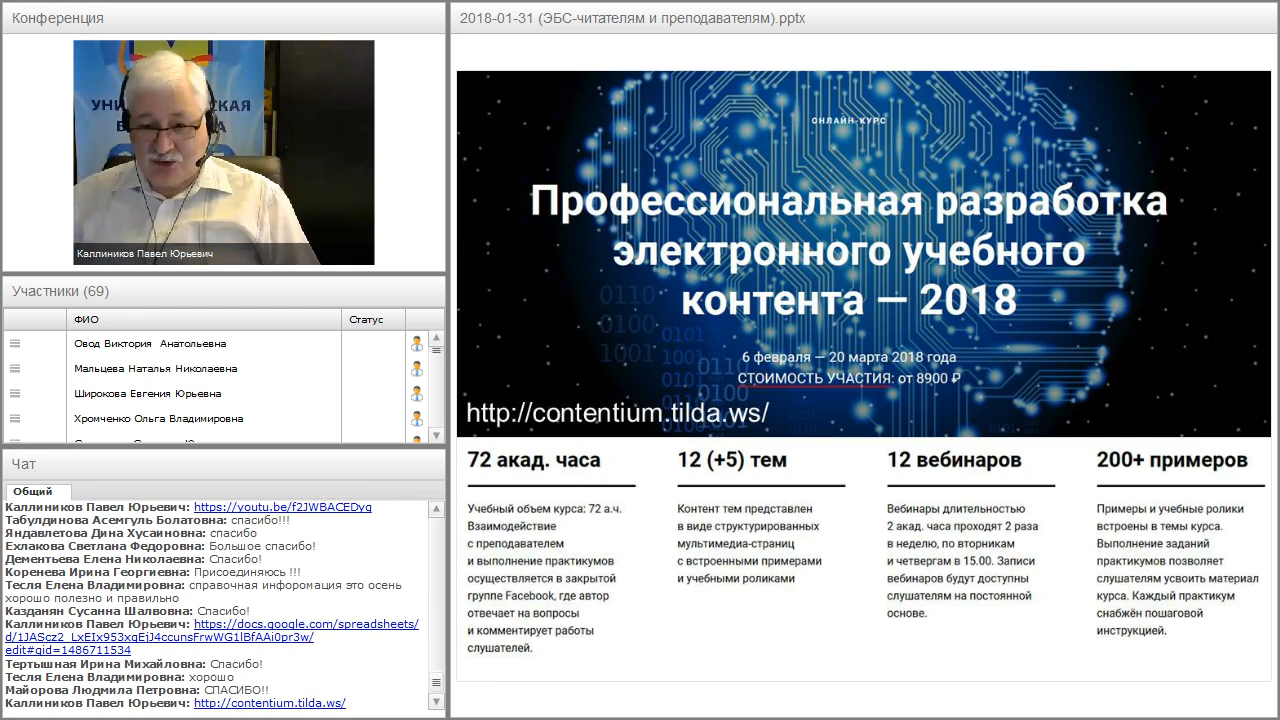 Конференция
Каллиников Павел Юрьевич
Участники (69)
ФИО
Статус
Овод Виктория Анатольевна
Мальцева Наталья Николаевна
Широкова Евгения Юрьевна
Хромченко Ольга Владимировна
Чат
Общий
Каллиников Павел Юрьевич: https://youtu.be/f2JWBACEDvg
Табулдинова Асемгуль Болатовна: спасибо!!!
Яндавлетова Дина Хусаиновна: спасибо
Ехлакова Светлана Федоровна: Большое спасибо!
Дементьева Елена Николаевна: Спасибо!
Коренева Ирина Георгиевна: Присоединяюсь !!!
Тесля Елена Владимировна: справочная инфоромация это осень
хорошо полезно и правильно
Казданян Сусанна Шалвовна: Спасибо!
Каллиников Павел Юрьевич: https://docs.google.com/spreadsheets/
d/1JAScz2_LxEIx953xgEjJ4ccunsFrwWG1lBfAAi0pr3w/
edit#gid=1486711534
Тертышная Ирина Михайловна: Спасибо!
Тесля Елена Владимировна: хорошо
Майорова Людмила Петровна: СПАСИБО!!
Каллиников Павел Юрьевич: http://contentium.tilda.ws/
2018-01-31 (ЭБС-читателям и преподавателям).pptx
ОНЛАЙН-КУРС
Профессиональная разработка
электронного учебного
контента — 2018
6 февраля — 20 марта 2018 года
СТОИМОСТЬ УЧАСТИЯ: от 8900 ₽
http://contentium.tilda.ws/
72 акад. часа
Учебный объем курса: 72 а.ч.
Взаимодействие
с преподавателем
и выполнение практикумов
осуществляется в закрытой
группе Facebook, где автор
отвечает на вопросы
и комментирует работы
слушателей.
12 (+5) тем
Контент тем представлен
в виде структурированных
мультимедиа-страниц
с встроенными примерами
и учебными роликами
12 вебинаров
Вебинары длительностью
2 акад. часа проходят 2 раза
в неделю, по вторникам
и четвергам в 15.00. Записи
вебинаров будут доступны
слушателям на постоянной
основе.
200+ примеров
Примеры и учебные ролики
встроены в темы курса.
Выполнение заданий
практикумов позволяет
слушателям усвоить материал
курса. Каждый практикум
снабжён пошаговой
инструкцией.